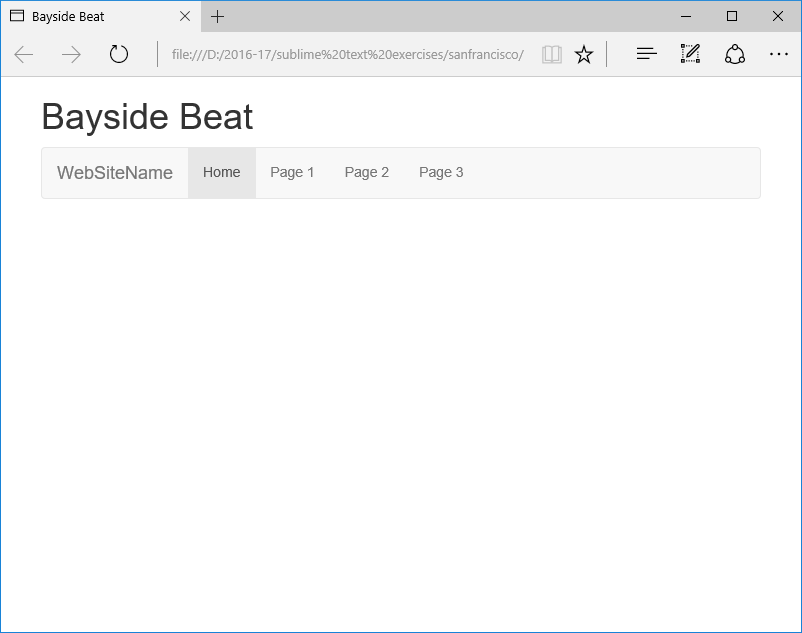 Bayside Beat
file:///D:/2016-17/sublime%20text%20exercises/sanfrancisco/
Bayside Beat
WebSiteName Home Page 1 Page 2 Page 3